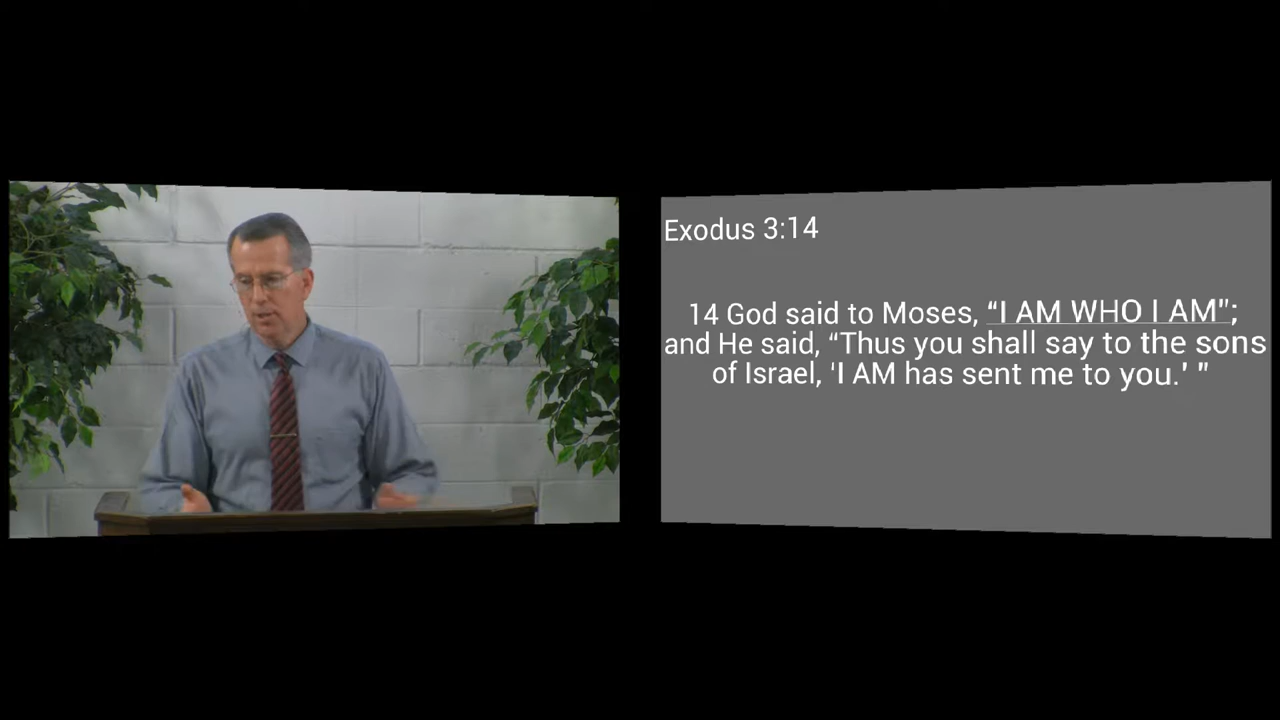 Exodus 3:14
14 God said to Moses, “I AM WHO I AM”;
and He said, “Thus you shall say to the sons
of Israel, ‘I AM has sent me to you.’ ”